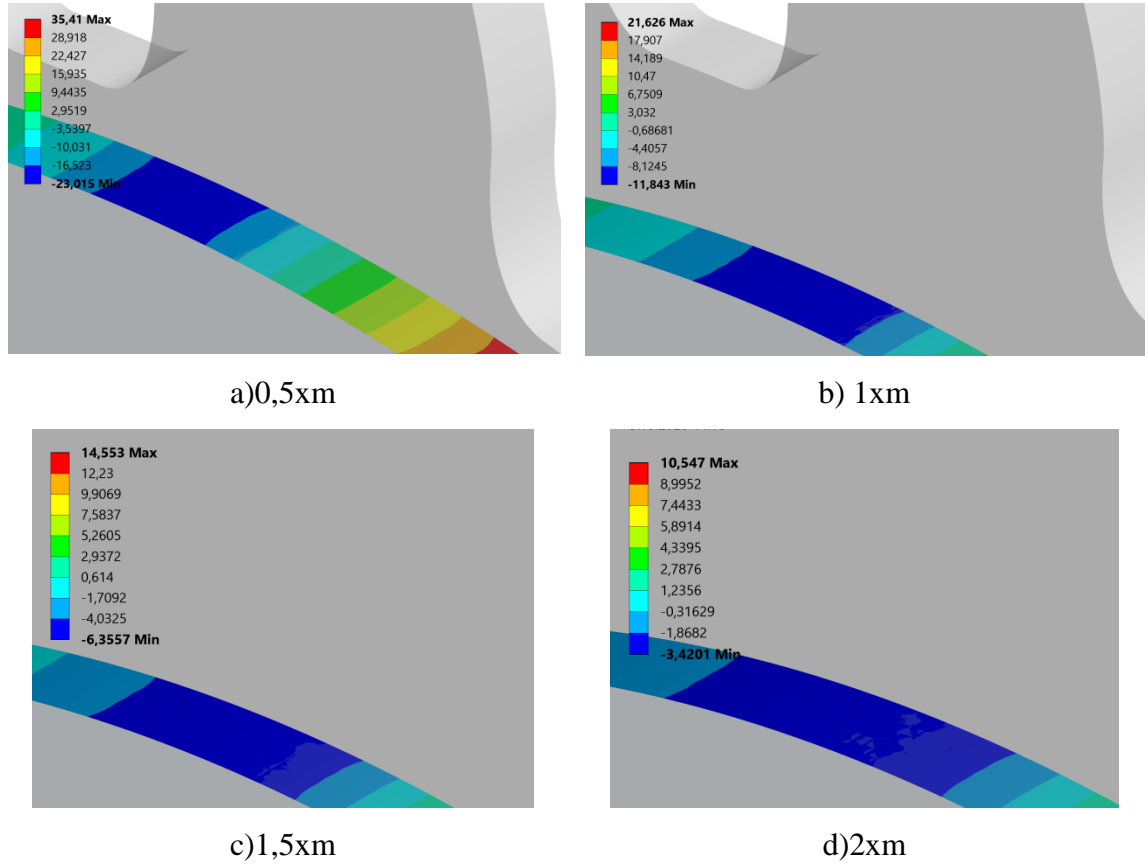 35,41 Max
28,918
22,427
15,935
9,4435
2,9519
-3,5397
-10,031
-16,523
-23,015 Min
21,626 Max
17,907
14,189
10,47
6,7509
3,032
-0,68681
-4,4057
-8,1245
-11,843 Min
a)0,5xm
b) 1xm
14,553 Max
12,23
9,9069
7,5837
5,2605
2,9372
0,614
-1,7092
-4,0325
-6,3557 Min
10,547 Max
8,9952
7,4433
5,8914
4,3395
2,7876
1,2356
-0,31629
-1,8682
-3,4201 Min
c)1,5xm
d)2xm